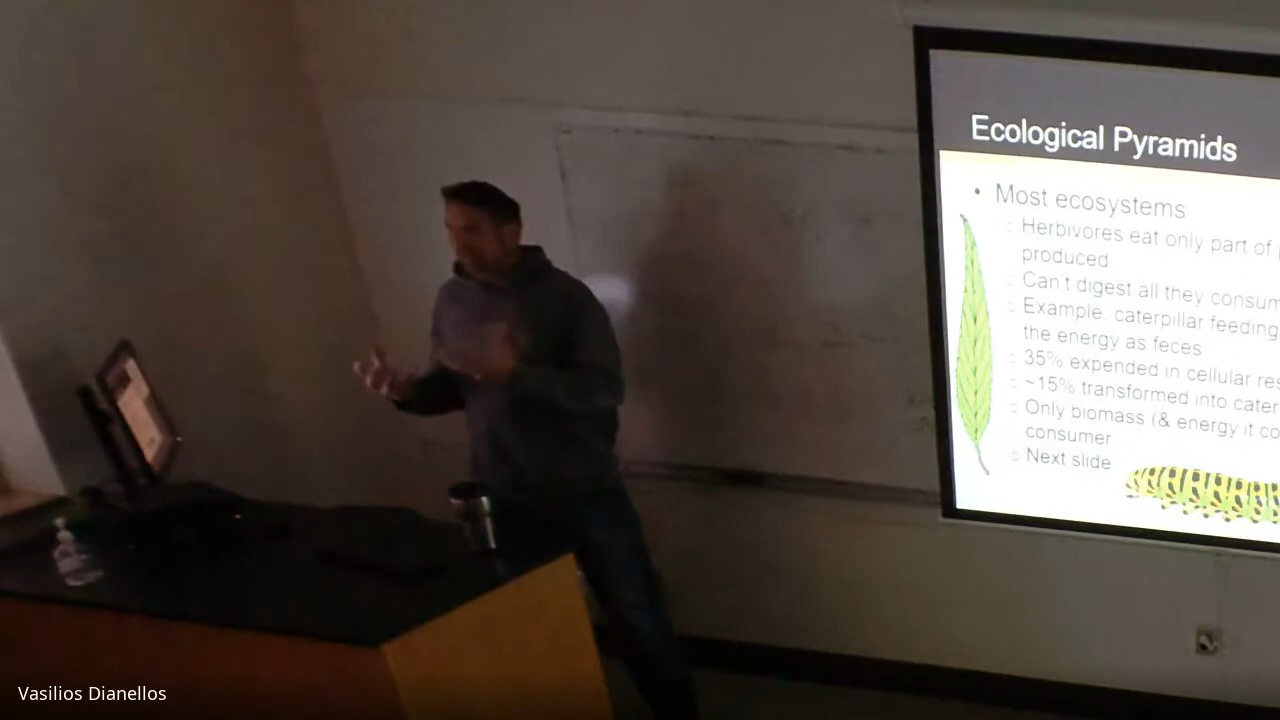 Ecological Pyramids
• Most ecosystems
Herbivores eat only part of
produced
Can't digest all they consum
Example: caterpillar feeding
the energy as feces
35% expended in cellular res
~15% transformed into cater
Only biomass (& energy it co
consumer
Next slide
Vasilios Dianellos